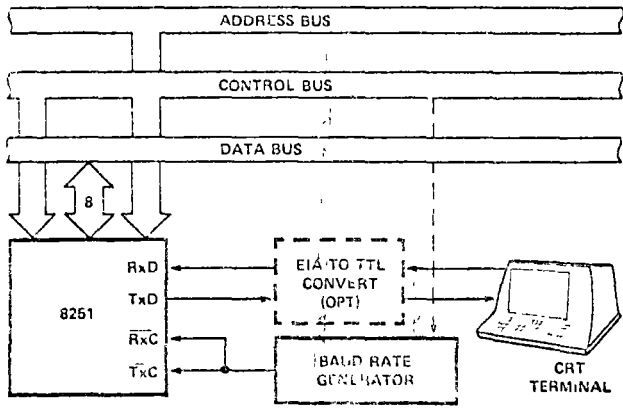 ADDRESS BUS
CONTROL BUS
DATA BUS
8
8251
RxD
TxD
RxC
TxC
EIA TO TTL
CONVERT
(OPT)
BAUD RATE
GENERATOR
CRT
TERMINAL